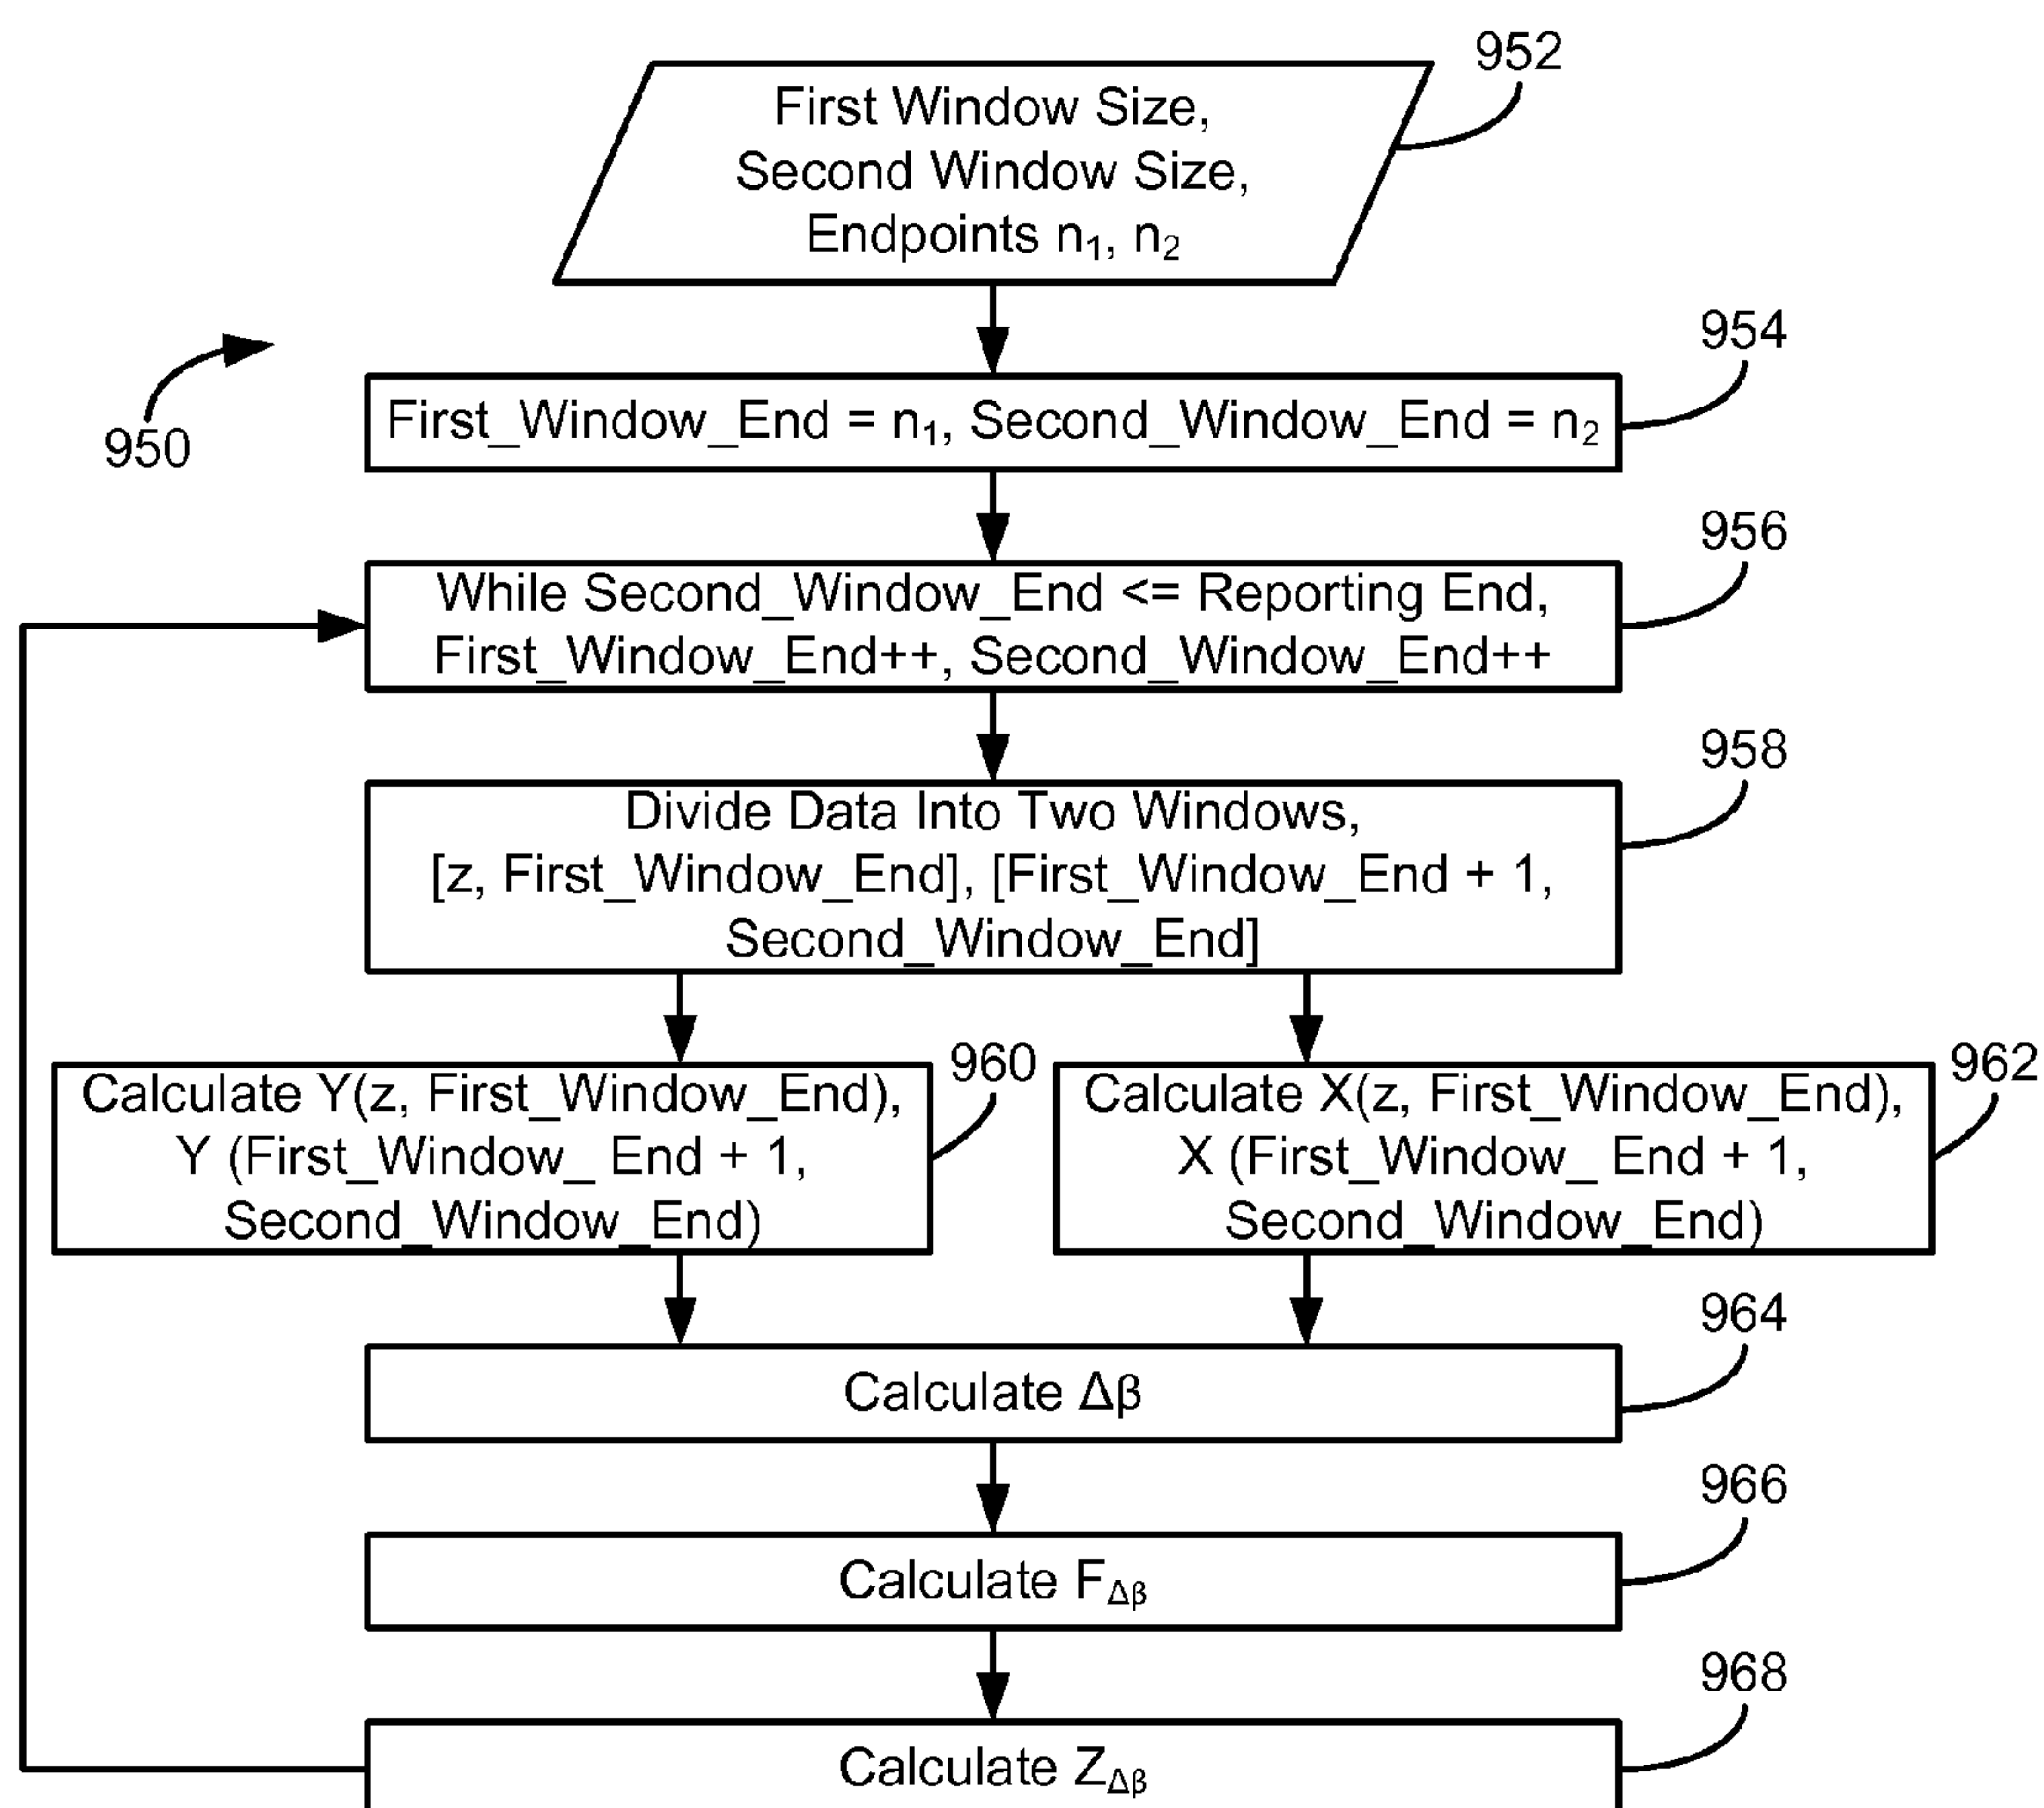 952
First Window Size,
Second Window Size,
Endpoints n₁, n₂
954
First_Window_End = n₁, Second_Window_End = n₂
950
956
While Second_Window_End <= Reporting End,
First_Window_End++, Second_Window_End++
958
Divide Data Into Two Windows,
[z, First_Window_End], [First_Window_End + 1,
Second_Window_End]
960
Calculate Y(z, First_Window_End),
Y (First_Window_ End + 1,
Second_Window_End)
962
Calculate X(z, First_Window_End),
X (First_Window_ End + 1,
Second_Window_End)
964
Calculate Δβ
966
Calculate F_Δβ
968
Calculate Z_Δβ